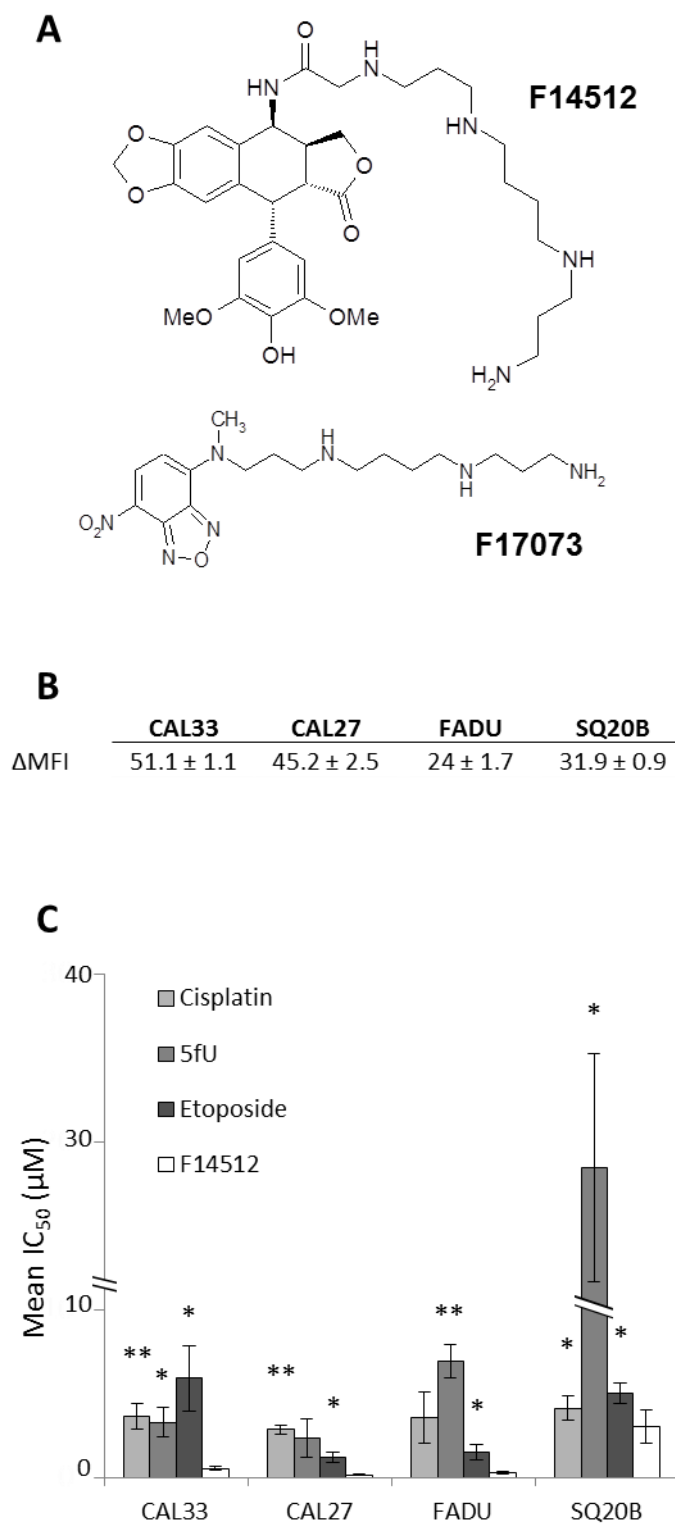 A
O
H
N
HN
F14512
HN
O
O
O
O
NH
MeO
OMe
OH
H₂N
CH₃
N
H
N
N
H
NH₂
O₂N
N
N
O
F17073
B
CAL33 CAL27 FADU SQ20B
ΔMFI 51.1 ± 1.1 45.2 ± 2.5 24 ± 1.7 31.9 ± 0.9
C
Mean IC₅₀ (µM)
40
30
10
0
Cisplatin
5fU
Etoposide
F14512
** * *
** *
** *
* * *
CAL33 CAL27 FADU SQ20B